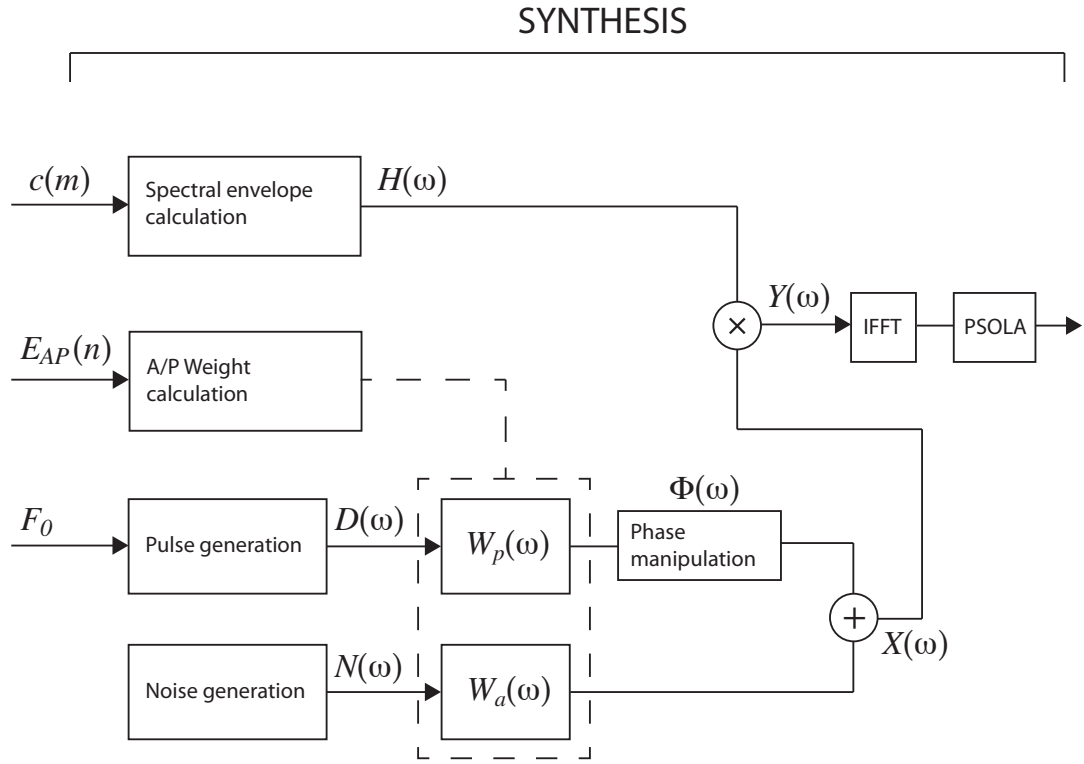 SYNTHESIS
c(m)
Spectral envelope
calculation
H(ω)
×
Y(ω)
IFFT
PSOLA
E_AP(n)
A/P Weight
calculation
F_0
Pulse generation
D(ω)
W_p(ω)
Φ(ω)
Phase
manipulation
+
X(ω)
Noise generation
N(ω)
W_a(ω)